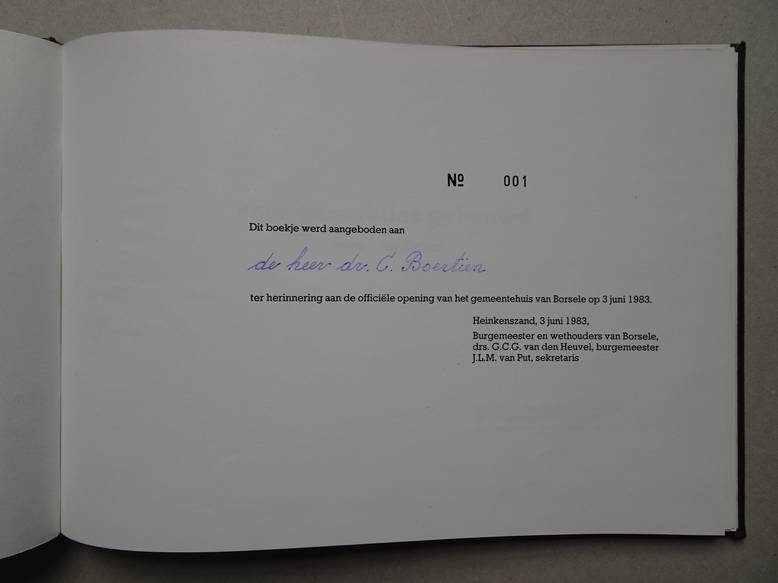 Nº 001
Dit boekje werd aangeboden aan
de heer dr. C. Boertien
ter herinnering aan de officiële opening van het gemeentehuis van Borsele op 3 juni 1983.
Heinkenszand, 3 juni 1983,
Burgemeester en wethouders van Borsele,
drs. G.C.G. van den Heuvel, burgemeester
J.L.M. van Put, sekretaris